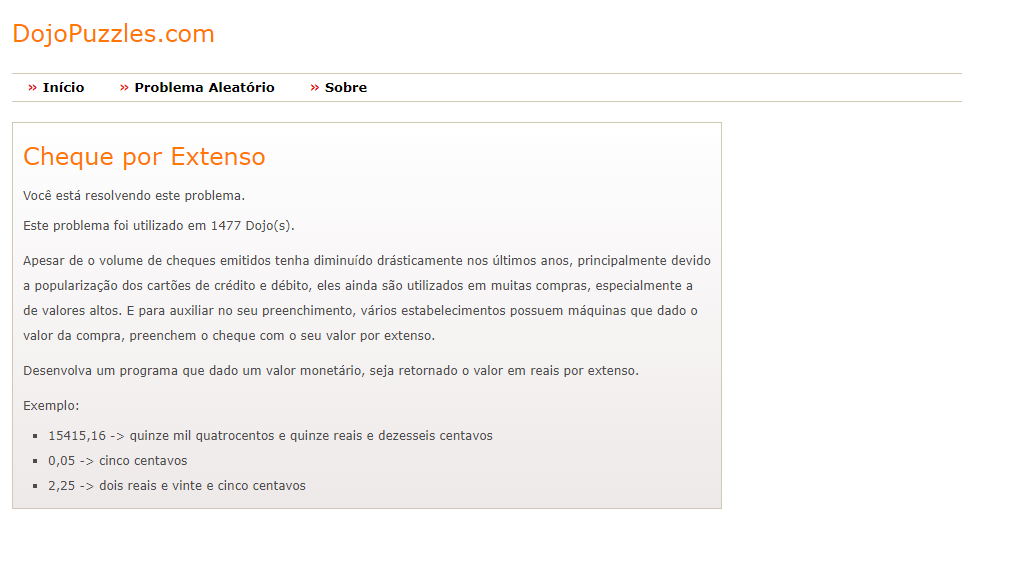 DojoPuzzles.com
» Início » Problema Aleatório » Sobre
Cheque por Extenso
Você está resolvendo este problema.
Este problema foi utilizado em 1477 Dojo(s).
Apesar de o volume de cheques emitidos tenha diminuído drásticamente nos últimos anos, principalmente devido
a popularização dos cartões de crédito e débito, eles ainda são utilizados em muitas compras, especialmente a
de valores altos. E para auxiliar no seu preenchimento, vários estabelecimentos possuem máquinas que dado o
valor da compra, preenchem o cheque com o seu valor por extenso.
Desenvolva um programa que dado um valor monetário, seja retornado o valor em reais por extenso.
Exemplo:
▪ 15415,16 -> quinze mil quatrocentos e quinze reais e dezesseis centavos
▪ 0,05 -> cinco centavos
▪ 2,25 -> dois reais e vinte e cinco centavos